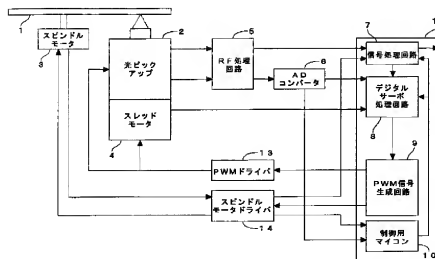 1
スピンドル
モータ
3
2
光ピック
アップ
スレッド
モータ
4
5
RF処理
回路
6
AD
コンバータ
7
信号処理回路
デジタル
サーボ
処理回路
8
9
PWM信号
生成回路
13
PWMドライバ
スピンドル
モータドライバ
14
制御用
マイコン
10